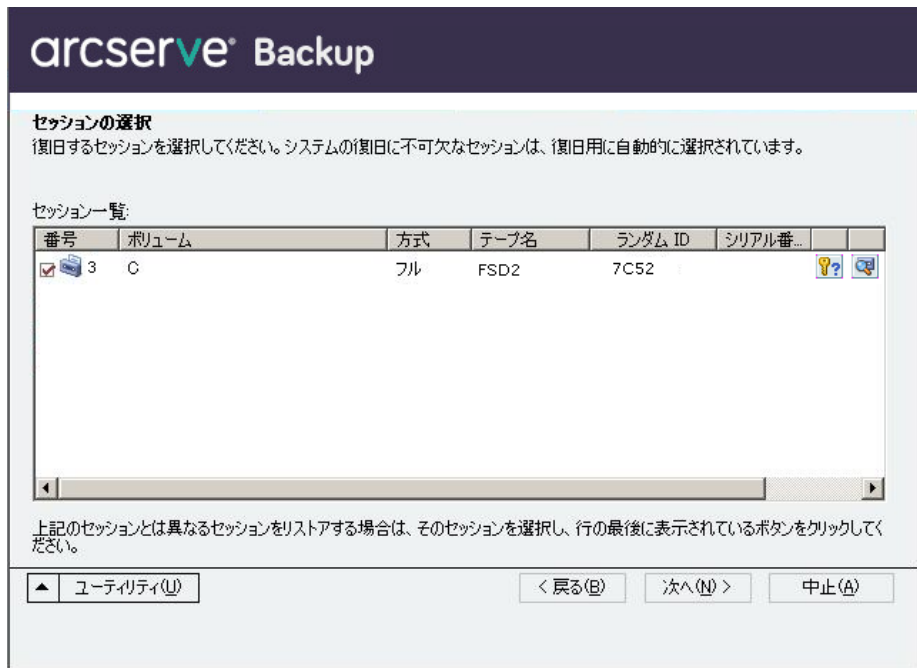 arcserve® Backup
セッションの選択
復旧するセッションを選択してください。システムの復旧に不可欠なセッションは、復旧用に自動的に選択されています。
セッション一覧:
番号 ボリューム 方式 テープ名 ランダム ID シリアル番...
3 C フル FSD2 7C52
上記のセッションとは異なるセッションをリストアする場合は、そのセッションを選択し、行の最後に表示されているボタンをクリックしてく
ださい。
▲ ユーティリティ(U) < 戻る(B) 次へ(N) > 中止(A)